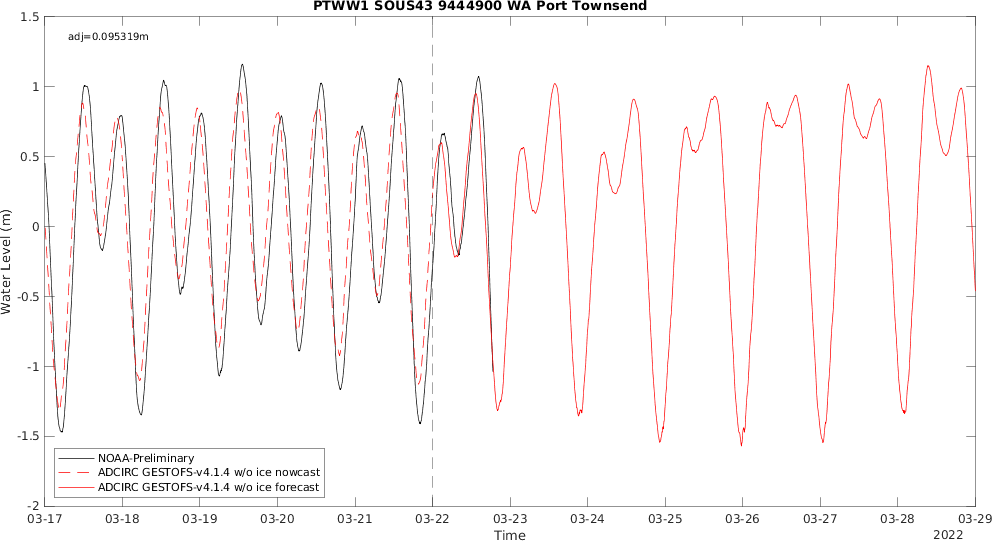 PTWW1 SOUS43 9444900 WA Port Townsend
adj=0.095319m
1.5
1
0.5
0
-0.5
-1
-1.5
-2
Water Level (m)
NOAA-Preliminary
ADCIRC GESTOFS-v4.1.4 w/o ice nowcast
ADCIRC GESTOFS-v4.1.4 w/o ice forecast
03-17 03-18 03-19 03-20 03-21 03-22 03-23 03-24 03-25 03-26 03-27 03-28 03-29
Time
2022